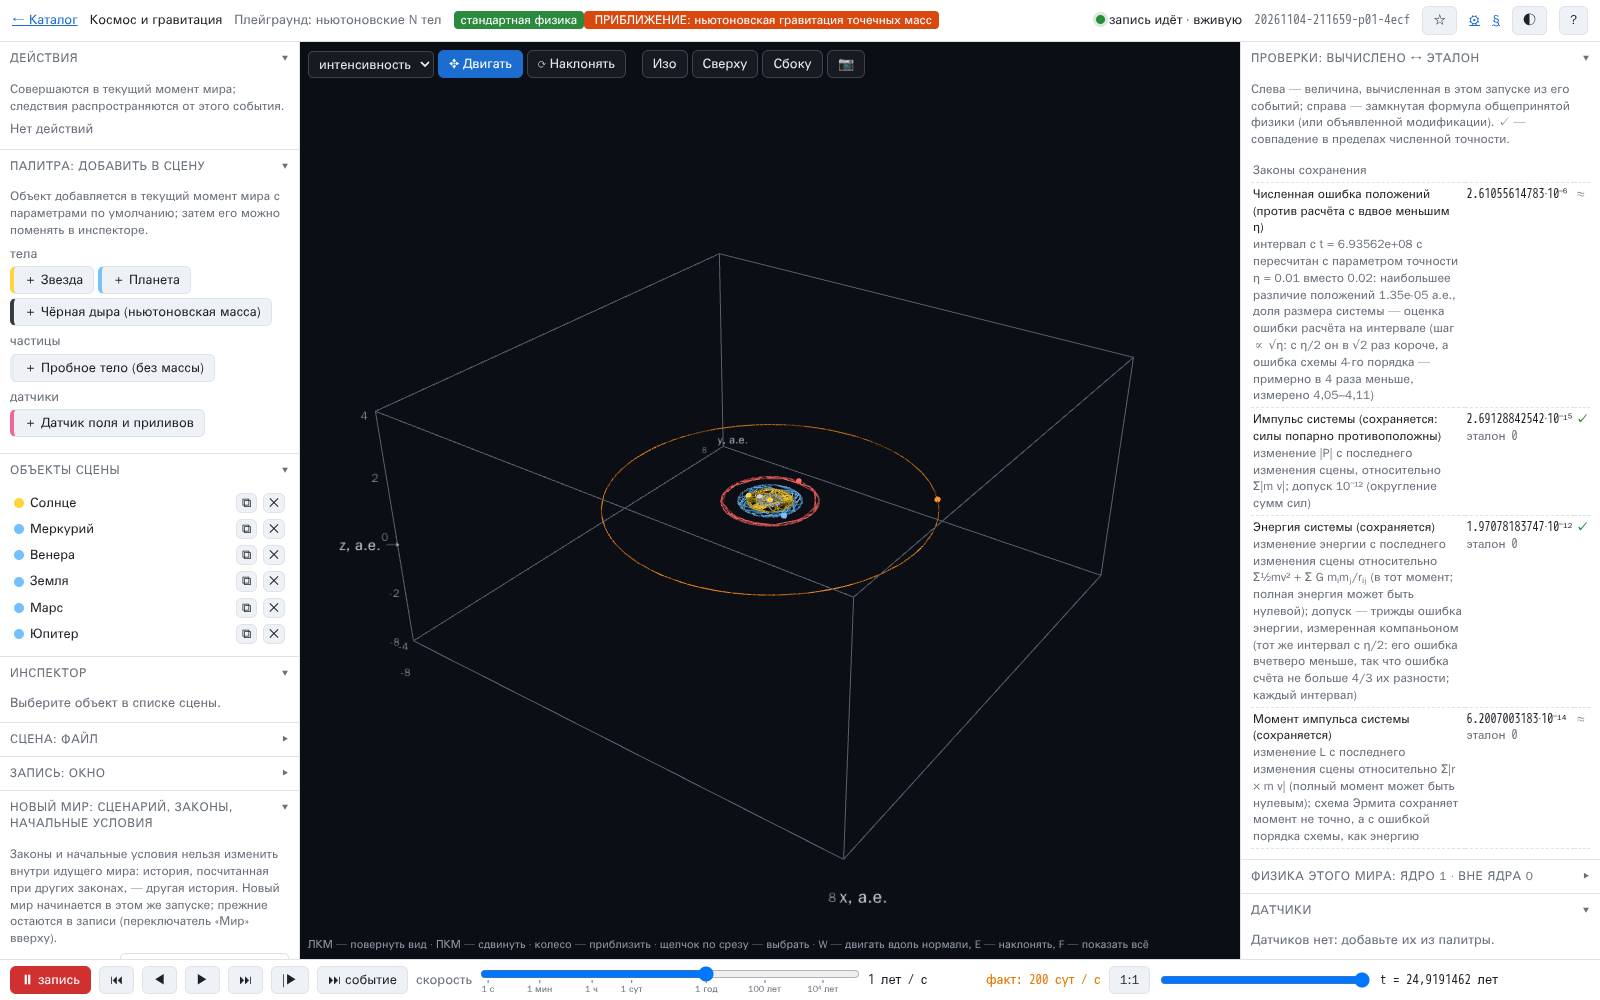 ← Каталог Космос и гравитация Плейграунд: ньютоновские N тел стандартная физика ПРИБЛИЖЕНИЕ: ньютоновская гравитация точечных масс запись идёт · вживую 20261104-211659-p01-4ecf ☆ ⚙ § ◐ ?
ДЕЙСТВИЯ
Совершаются в текущий момент мира;
следствия распространяются от этого события.
Нет действий
ПАЛИТРА: ДОБАВИТЬ В СЦЕНУ
Объект добавляется в текущий момент мира с
параметрами по умолчанию; затем его можно
поменять в инспекторе.
тела
+ Звезда + Планета
+ Чёрная дыра (ньютоновская масса)
частицы
+ Пробное тело (без массы)
датчики
+ Датчик поля и приливов
ОБЪЕКТЫ СЦЕНЫ
Солнце
Меркурий
Венера
Земля
Марс
Юпитер
ИНСПЕКТОР
Выберите объект в списке сцены.
СЦЕНА: ФАЙЛ
ЗАПИСЬ: ОКНО
НОВЫЙ МИР: СЦЕНАРИЙ, ЗАКОНЫ,
НАЧАЛЬНЫЕ УСЛОВИЯ
Законы и начальные условия нельзя изменить
внутри идущего мира: история, посчитанная
при других законах, — другая история. Новый
мир начинается в этом же запуске; прежние
остаются в записи (переключатель «Мир»
вверху).
интенсивность ✥ Двигать ⟳ Наклонять Изо Сверху Сбоку
4
y, а.е.
8
2
0
z, а.е.
-2
-8
-4
-8
8 x, а.е.
ЛКМ — повернуть вид · ПКМ — сдвинуть · колесо — приблизить · щелчок по срезу — выбрать · W — двигать вдоль нормали, E — наклонять, F — показать всё
ПРОВЕРКИ: ВЫЧИСЛЕНО ↔ ЭТАЛОН
Слева — величина, вычисленная в этом запуске из его
событий; справа — замкнутая формула общепринятой
физики (или объявленной модификации). ✓ —
совпадение в пределах численной точности.
Законы сохранения
Численная ошибка положений 2.61055614783·10⁻⁶ ≈
(против расчёта с вдвое меньшим
η)
интервал с t = 6.93562e+08 с
пересчитан с параметром точности
η = 0.01 вместо 0.02: наибольшее
различие положений 1.35e-05 а.е.,
доля размера системы — оценка
ошибки расчёта на интервале (шаг
∝ √η: с η/2 он в √2 раз короче, а
ошибка схемы 4-го порядка —
примерно в 4 раза меньше,
измерено 4,05–4,11)
Импульс системы (сохраняется: 2.69128842542·10⁻¹⁵ ✓
силы попарно противоположны) эталон 0
изменение |P| с последнего
изменения сцены, относительно
Σ|m v|; допуск 10⁻¹² (округление
сумм сил)
Энергия системы (сохраняется) 1.97078183747·10⁻¹² ✓
изменение энергии с последнего эталон 0
изменения сцены относительно
Σ½mv² + Σ G mᵢmⱼ/rᵢⱼ (в тот момент;
полная энергия может быть
нулевой); допуск — трижды ошибка
энергии, измеренная компаньоном
(тот же интервал с η/2: его ошибка
вчетверо меньше, так что ошибка
счёта не больше 4/3 их разности;
каждый интервал)
Момент импульса системы 6.2007003183·10⁻¹⁴ ≈
(сохраняется) эталон 0
изменение L с последнего
изменения сцены относительно Σ|r
× m v| (полный момент может быть
нулевым); схема Эрмита сохраняет
момент не точно, а с ошибкой
порядка схемы, как энергию
ФИЗИКА ЭТОГО МИРА: ЯДРО 1 · ВНЕ ЯДРА 0
ДАТЧИКИ
Датчиков нет: добавьте их из палитры.
⏸ запись ⏮ ◀ ▶ ⏭ |▶ ⏭ событие скорость 1 лет / с факт: 200 сут / с 1:1 t = 24,9191462 лет
1 с 1 мин 1 ч 1 сут 1 год 100 лет 10⁴ лет